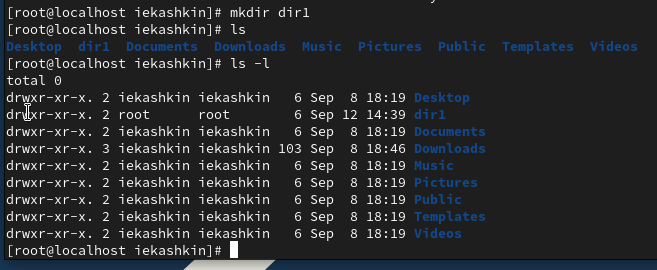 [root@localhost iekashkin]# mkdir dir1
[root@localhost iekashkin]# ls
Desktop  dir1  Documents  Downloads  Music  Pictures  Public  Templates  Videos
[root@localhost iekashkin]# ls -l
total 0
drwxr-xr-x. 2 iekashkin iekashkin   6 Sep  8 18:19 Desktop
drwxr-xr-x. 2 root      root        6 Sep 12 14:39 dir1
drwxr-xr-x. 2 iekashkin iekashkin   6 Sep  8 18:19 Documents
drwxr-xr-x. 3 iekashkin iekashkin 103 Sep  8 18:46 Downloads
drwxr-xr-x. 2 iekashkin iekashkin   6 Sep  8 18:19 Music
drwxr-xr-x. 2 iekashkin iekashkin   6 Sep  8 18:19 Pictures
drwxr-xr-x. 2 iekashkin iekashkin   6 Sep  8 18:19 Public
drwxr-xr-x. 2 iekashkin iekashkin   6 Sep  8 18:19 Templates
drwxr-xr-x. 2 iekashkin iekashkin   6 Sep  8 18:19 Videos
[root@localhost iekashkin]#